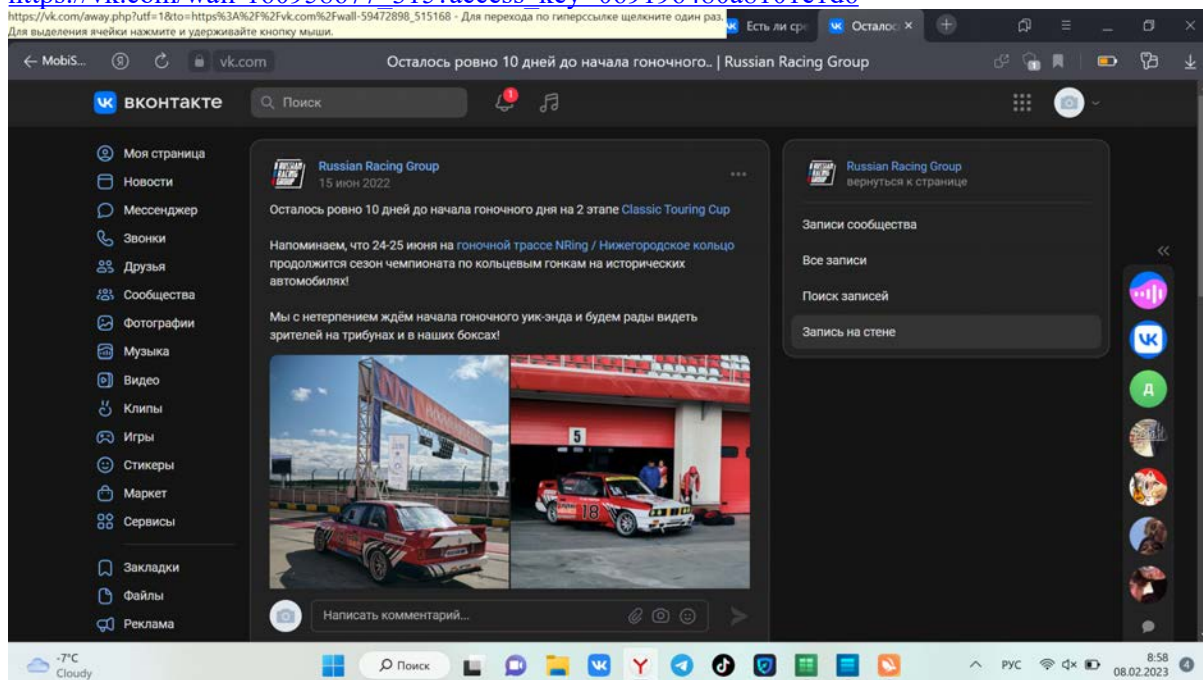 https://vk.com/away.php?utf=1&to=https%3A%2F%2Fvk.com%2Fwall-59472898_515168 - Для перехода по гиперссылке щелкните один раз.
Для выделения ячейки нажмите и удерживайте кнопку мыши.
Есть ли сре
Осталос
MobiS...
vk.com
Осталось ровно 10 дней до начала гоночного.. | Russian Racing Group
вконтакте
Поиск
1
Моя страница
Новости
Мессенджер
Звонки
Друзья
Сообщества
Фотографии
Музыка
Видео
Клипы
Игры
Стикеры
Маркет
Сервисы
Закладки
Файлы
Реклама
Russian Racing Group
15 июн 2022
Осталось ровно 10 дней до начала гоночного дня на 2 этапе Classic Touring Cup
Напоминаем, что 24-25 июня на гоночной трассе NRing / Нижегородское кольцо
продолжится сезон чемпионата по кольцевым гонкам на исторических
автомобилях!
Мы с нетерпением ждём начала гоночного уик-энда и будем рады видеть
зрителей на трибунах и в наших боксах!
5
18
Написать комментарий...
Russian Racing Group
вернуться к странице
Записи сообщества
Все записи
Поиск записей
Запись на стене
Д
-7°C
Cloudy
Поиск
РУС
8:58
08.02.2023
4